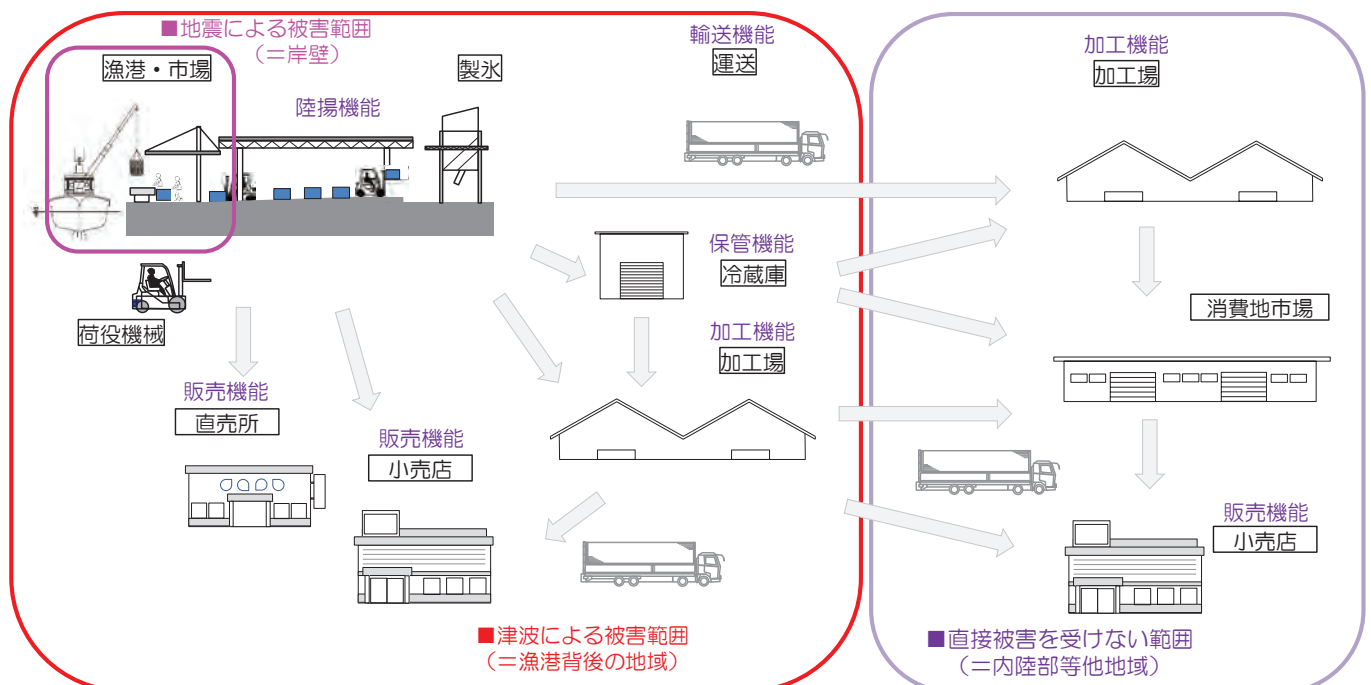 ■地震による被害範囲
（＝岸壁）
漁港・市場
陸揚機能
製氷
輸送機能
運送
荷役機械
保管機能
冷蔵庫
加工機能
加工場
販売機能
直売所
販売機能
小売店
■津波による被害範囲
（＝漁港背後の地域）
加工機能
加工場
消費地市場
販売機能
小売店
■直接被害を受けない範囲
（＝内陸部等他地域）